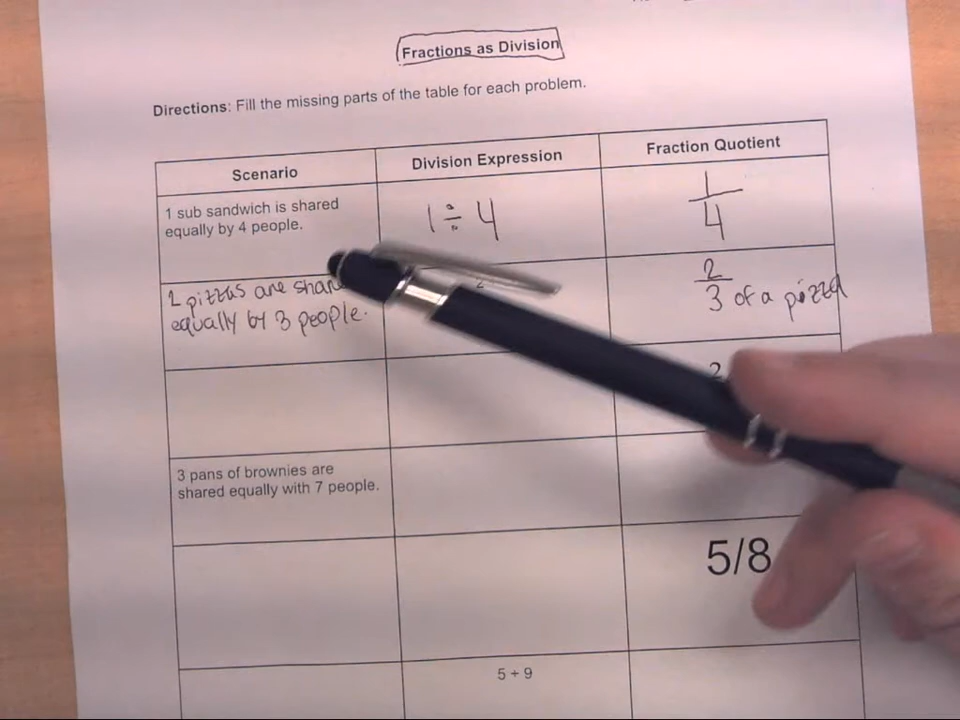 Fractions as Division
Directions: Fill the missing parts of the table for each problem.
Scenario
Division Expression
Fraction Quotient
1 sub sandwich is shared
equally by 4 people.
1 ÷ 4
1
4
2 pizzas are
equally by 3 people.
2
3 of a pizza
2
3 pans of brownies are
shared equally with 7 people.
5/8
5 ÷ 9